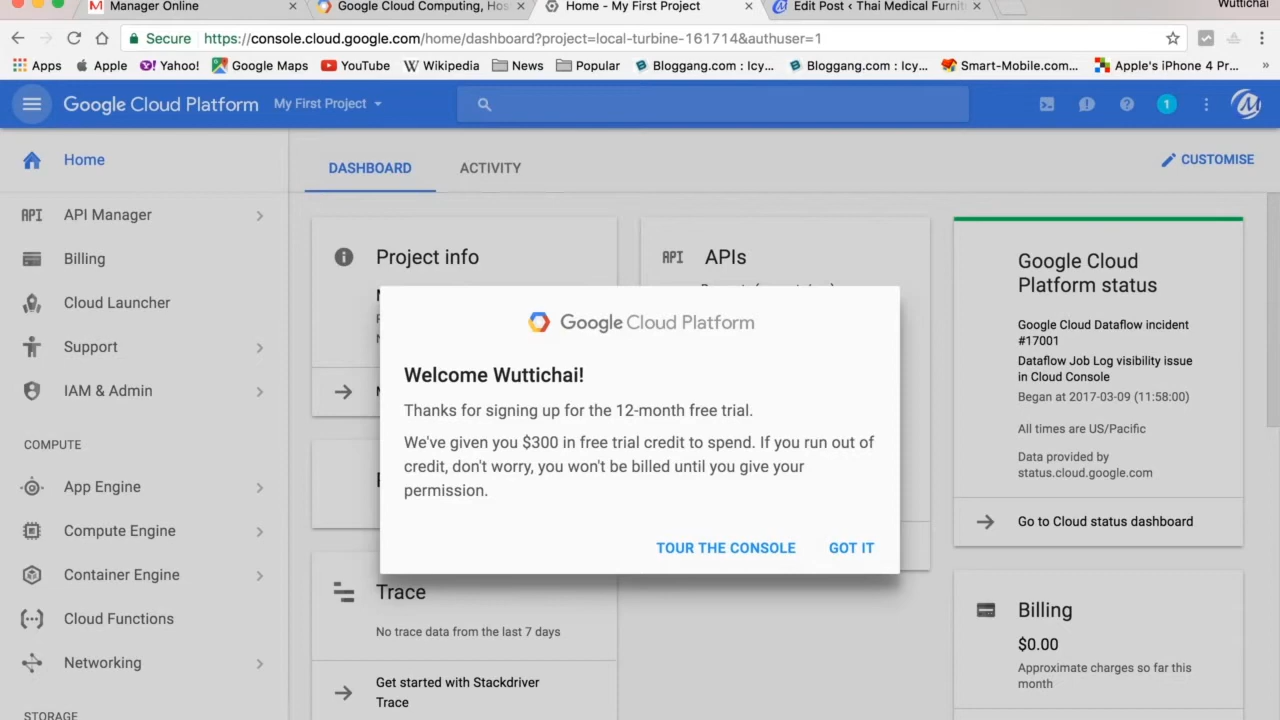 Manager Online
Google Cloud Computing, Hos
Home - My First Project
Edit Post ‹ Thai Medical Furnit
Wuttichai
Secure
https://console.cloud.google.com/home/dashboard?project=local-turbine-161714&authuser=1
Apps
Apple
Yahoo!
Google Maps
YouTube
Wikipedia
News
Popular
Bloggang.com : Icy...
Bloggang.com : Icy...
Smart-Mobile.com...
Apple's iPhone 4 Pr...
»
Google Cloud Platform
My First Project
1
Home
API Manager
Billing
Cloud Launcher
Support
IAM & Admin
COMPUTE
App Engine
Compute Engine
Container Engine
Cloud Functions
Networking
STORAGE
DASHBOARD
ACTIVITY
CUSTOMISE
Project info
API
APIs
Google Cloud Platform
Welcome Wuttichai!
Thanks for signing up for the 12-month free trial.
We've given you $300 in free trial credit to spend. If you run out of
credit, don't worry, you won't be billed until you give your
permission.
TOUR THE CONSOLE
GOT IT
Trace
No trace data from the last 7 days
Get started with Stackdriver
Trace
Google Cloud
Platform status
Google Cloud Dataflow incident
#17001
Dataflow Job Log visibility issue
in Cloud Console
Began at 2017-03-09 (11:58:00)
All times are US/Pacific
Data provided by
status.cloud.google.com
Go to Cloud status dashboard
Billing
$0.00
Approximate charges so far this
month